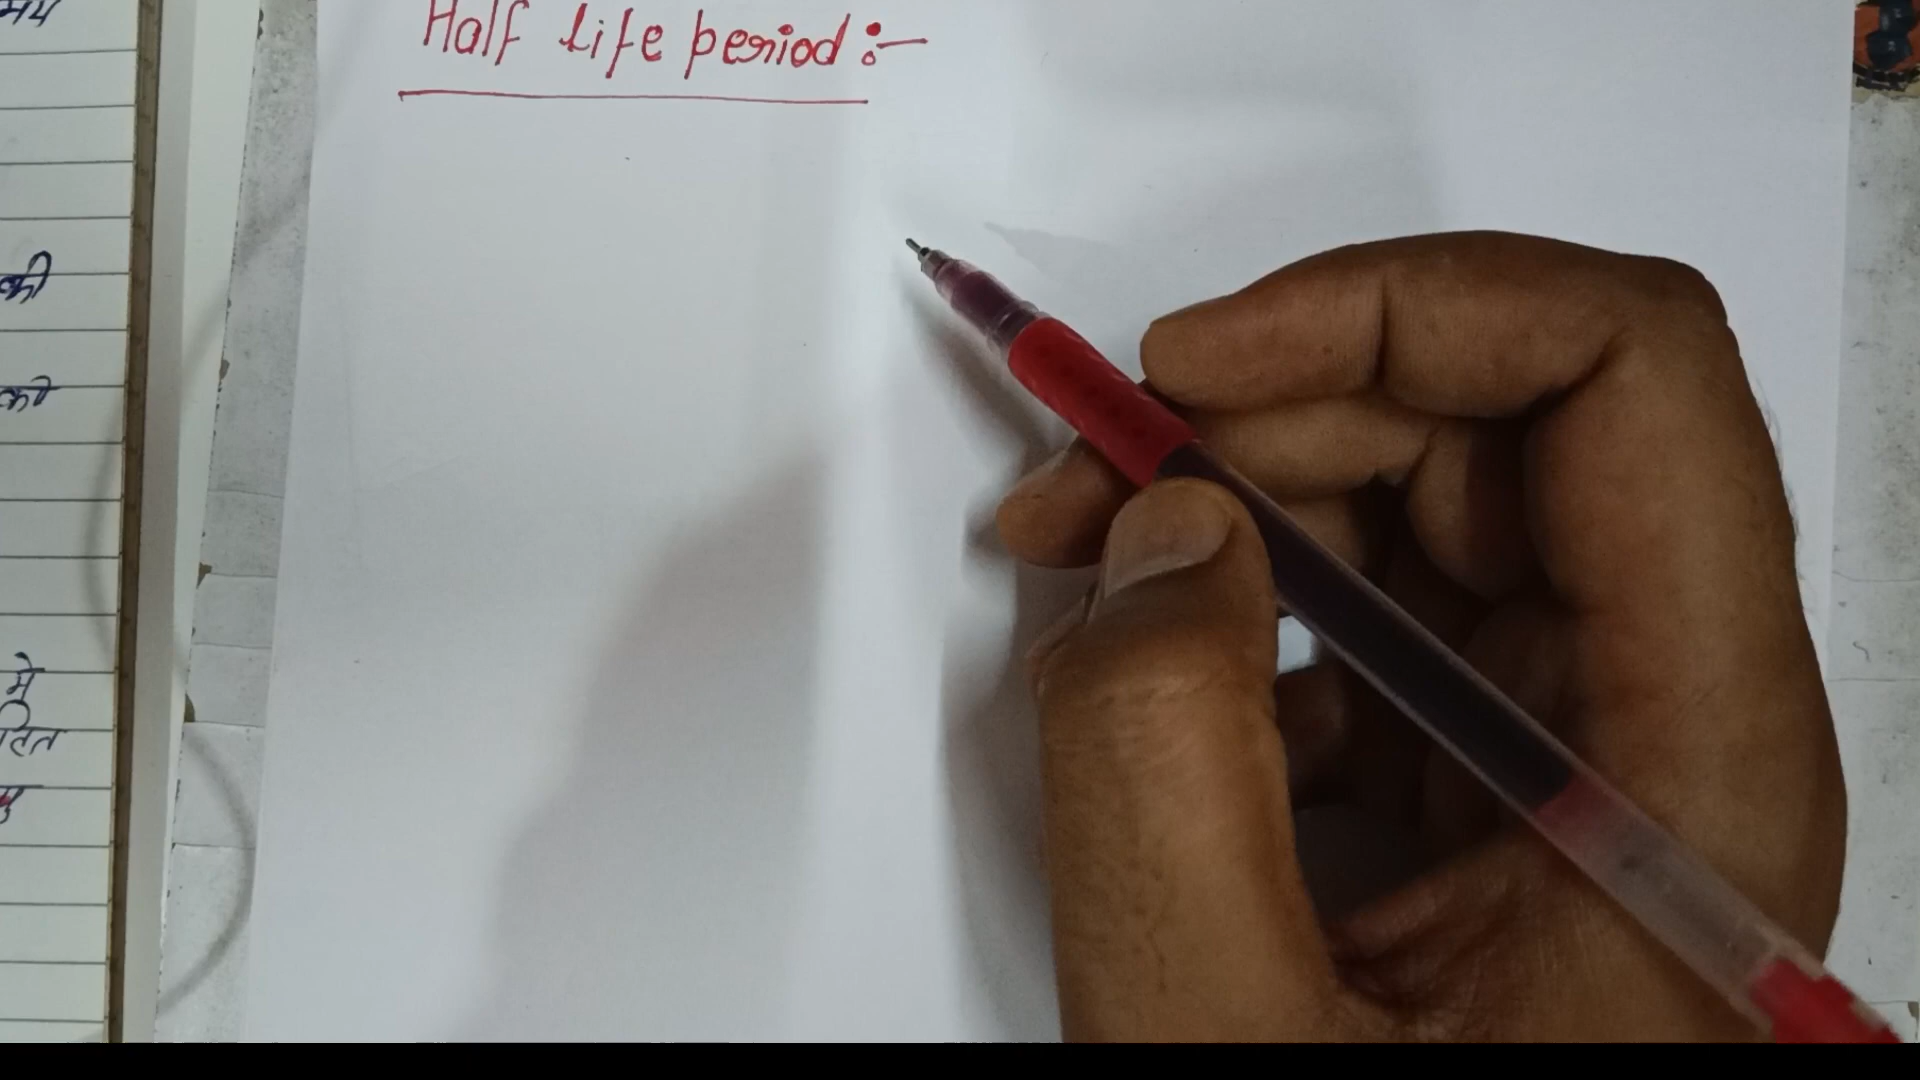 Half life period :-
की
को
में